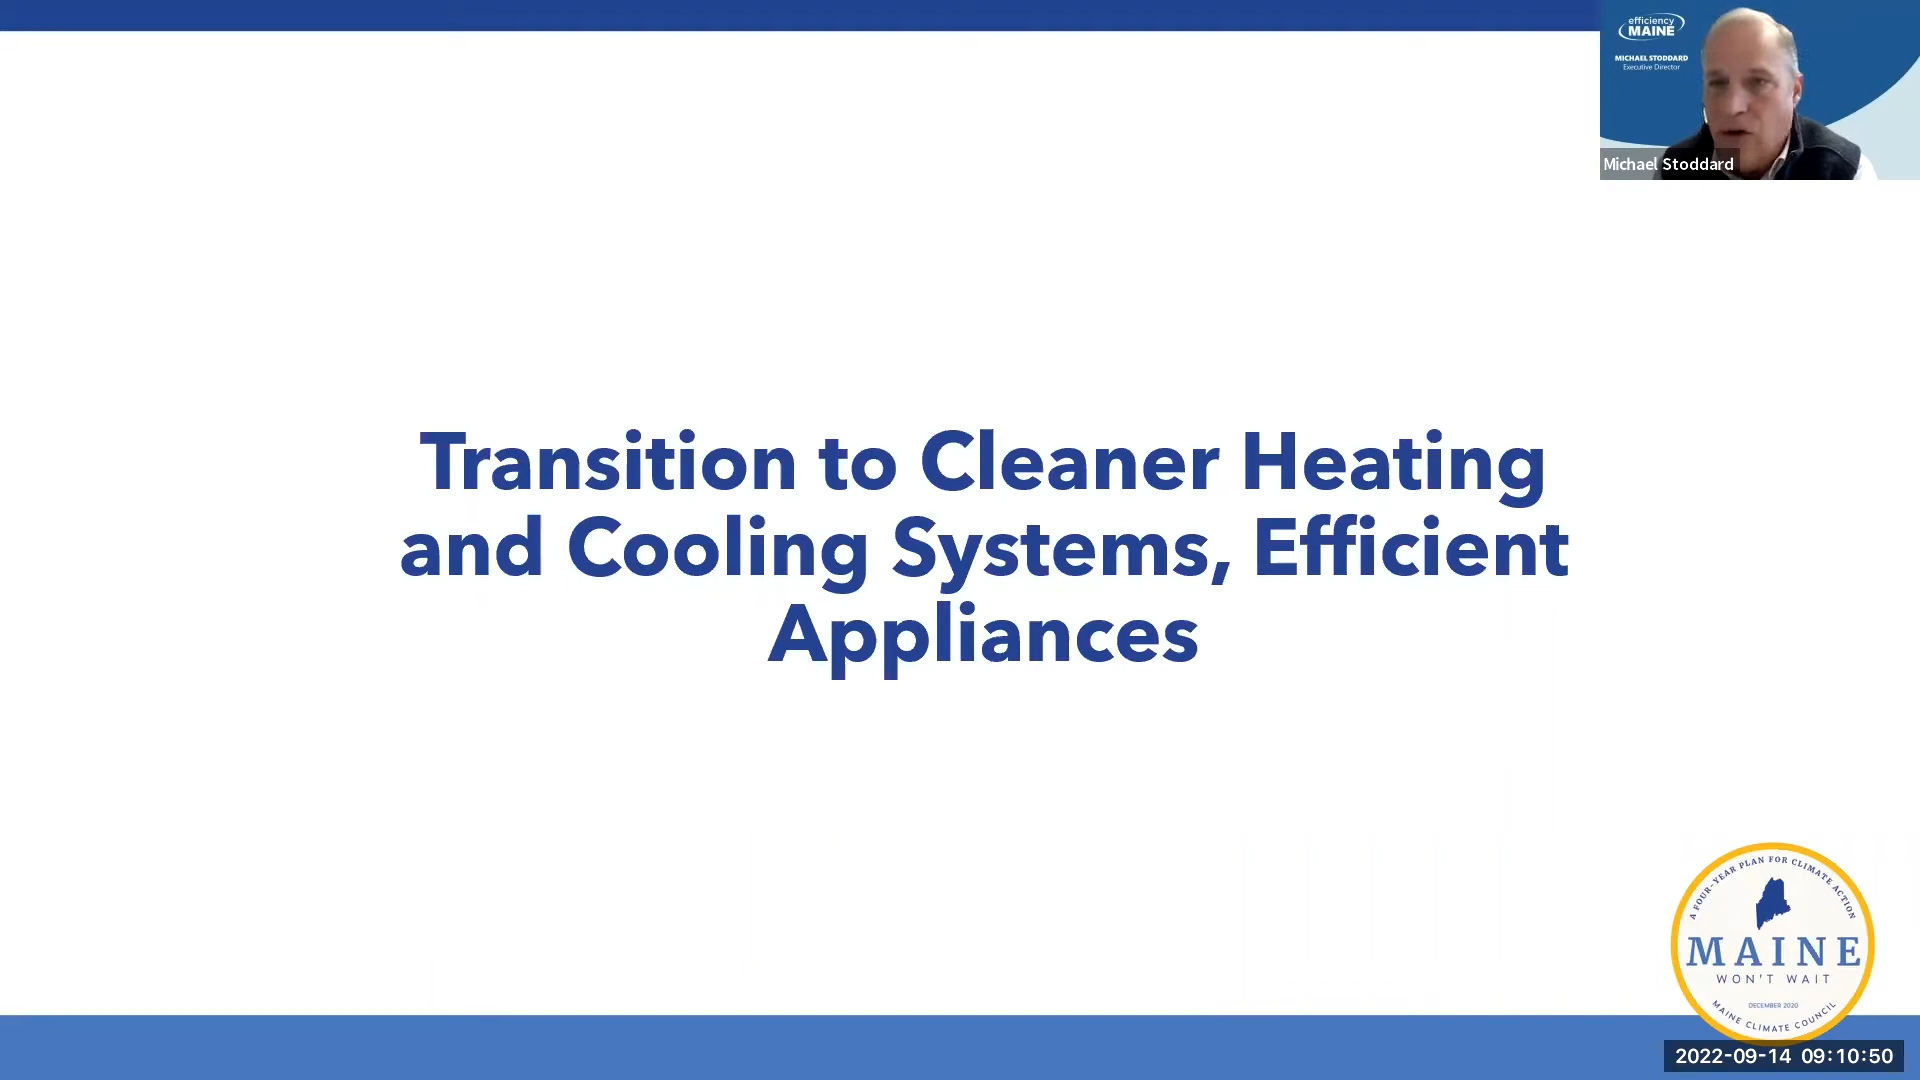 efficiency
MAINE
MICHAEL STODDARD
Executive Director
Michael Stoddard
Transition to Cleaner Heating
and Cooling Systems, Efficient
Appliances
A FOUR-YEAR PLAN FOR CLIMATE ACTION
MAINE
WON'T WAIT
DECEMBER 2020
MAINE CLIMATE COUNCIL
2022-09-14 09:10:50